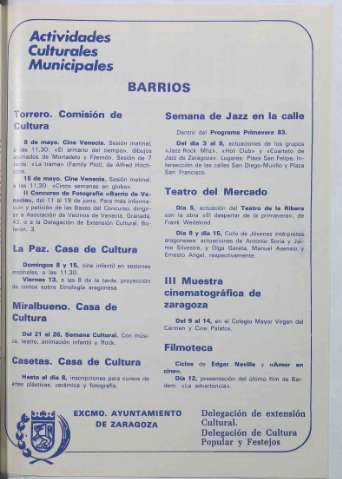 Actividades
Culturales
Municipales
BARRIOS
Torrero. Comisión de
Cultura
8 de mayo. Cine Venecia. Sesión matinal,
a las 11,30. «El armario del tiempo», dibujos
animados de Mortadelo y Filemón. Sesión de 7
tarde: «La trama» (Family Plot), de Alfred Hitch-
cock.
15 de mayo. Cine Venecia. Sesión matinal,
a las 11,30. «Cinco semanas en globo».
II Concurso de Fotografía «Barrio de Ve-
necia», del 11 al 19 de junio. Para más informa-
ción y petición de las Bases del Concurso, dirigir-
se a Asociación de Vecinos de Venecia, Granada,
43, o a la Delegación de Extensión Cultural,
3.
La Paz. Casa de Cultura
Domingos 8 y 15, cine infantil en sesiones
matinales, a las 11,30.
Viernes 13, a las 8 de la tarde, proyección
de sobre Etnología aragonesa.
Miralbueno. Casa de
Cultura
Del 21 al 26, Semana Cultural. Con músi-
ca, teatro, animación infantil y Rock.
Casetas. Casa de Cultura
Hasta el día 8, inscripciones para cursos de
artes plásticas, cerámica y fotografía.
Semana de Jazz en la calle
Dentro del Programa Primavera 83.
Del día 3 al 8, actuaciones de los grupos
«Jazz-Rock «Hot Club» y «Cuarteto de
Jazz de Zaragoza». Lugares: Plaza San Felipe, In-
tersección de las calles San Diego-Murillo y Plaza
San Francisco.
Teatro del Mercado
Día 5, actuación del Teatro de la Ribera
con la obra «El despertar de la primavera», de
Frank Wedekind.
Día 8 y día 15, Ciclo de Jóvenes intérpretes
aragoneses: actuaciones de Antonio Soria y Jai-
me Silvestre, y Olga García, Manuel Asensio y
Ernesto Angel, respectivamente.
III Muestra
cinematográfica de
zaragoza
Del 9 al 14, en el Colegio Mayor Virgen del
Carmen y Cine Palafox.
Filmoteca
Ciclos de Edgar Neville y «Amor en
cine».
Día 12, presentación del último film de Bar-
dem, «La advertencia».
EXCMO. AYUNTAMIENTO
DE ZARAGOZA
Delegación de extensión
Cultural.
Delegación de Cultura
Popular y Festejos